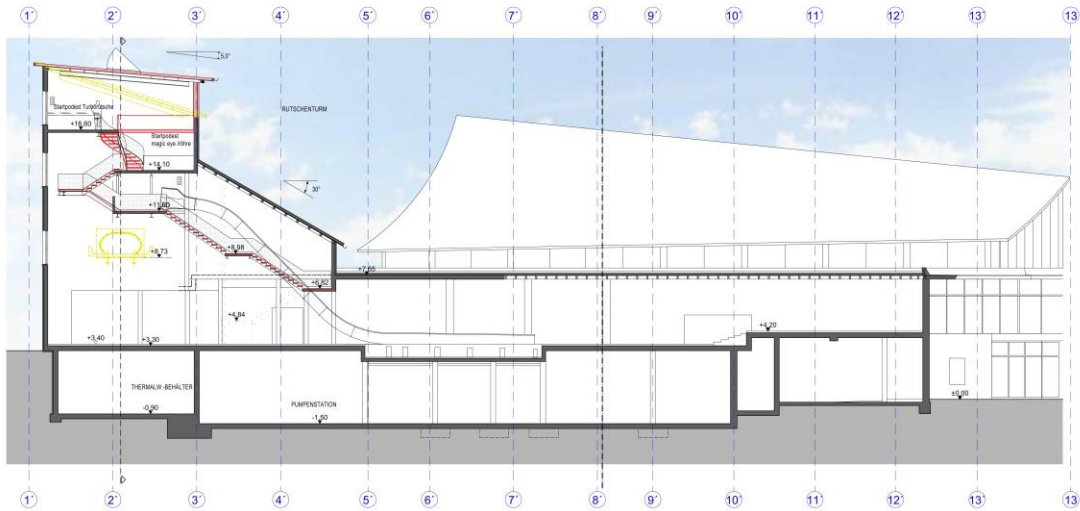 1´ 2´ 3´ 4´ 5´ 6´ 7´ 8´ 9´ 10´ 11´ 12´ 13´ 13
5.0°
Startpodest Turborutsche
RUTSCHENTURM
+16,60
Startpodest
magic eye-Röhre
+14,10
30°
+8,98
+8,73
+7,65
+6,82
+4,84
+4,20
+3,40
+3,30
THERMALW.-BEHÄLTER
±0,00
PUMPENSTATION
-0,90
-1,50
1´ 2´ 3´ 4´ 5´ 6´ 7´ 8´ 9´ 10´ 11´ 12´ 13´ 13